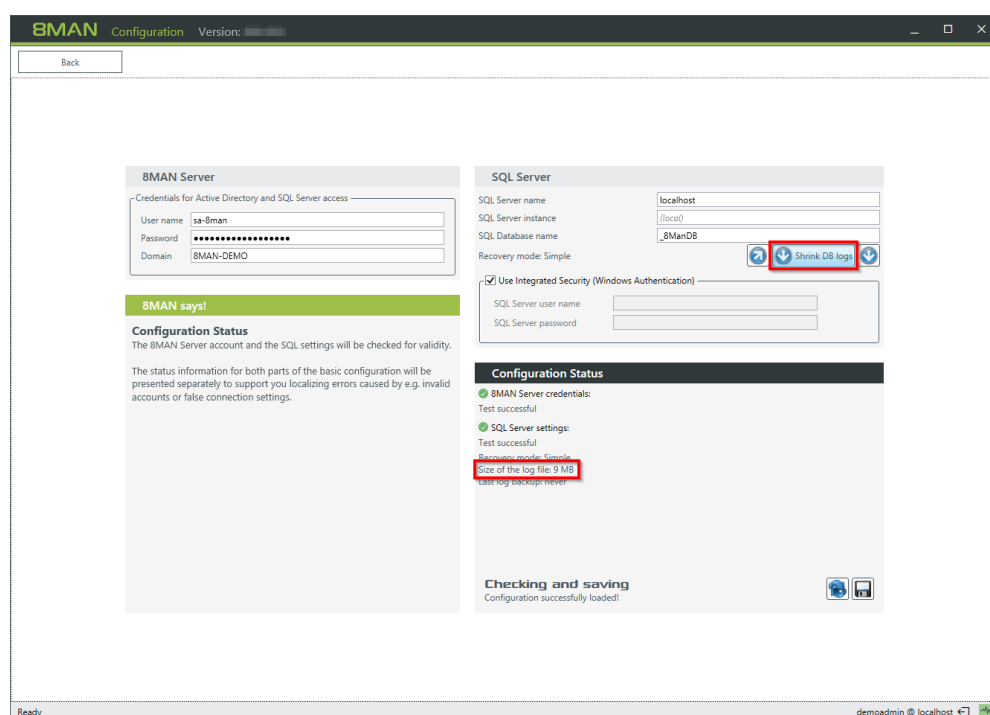 8MAN Configuration Version:
Back
8MAN Server
Credentials for Active Directory and SQL Server access
User name sa-8man
Password ••••••••••••••••••
Domain 8MAN-DEMO
8MAN says!
Configuration Status
The 8MAN Server account and the SQL settings will be checked for validity.
The status information for both parts of the basic configuration will be
presented separately to support you localizing errors caused by e.g. invalid
accounts or false connection settings.
SQL Server
SQL Server name localhost
SQL Server instance (local)
SQL Database name _8ManDB
Recovery mode: Simple Shrink DB logs
Use Integrated Security (Windows Authentication)
SQL Server user name
SQL Server password
Configuration Status
8MAN Server credentials:
Test successful
SQL Server settings:
Test successful
Recovery mode: Simple
Size of the log file: 9 MB
Last log backup: never
Checking and saving
Configuration successfully loaded!
Ready demoadmin @ localhost